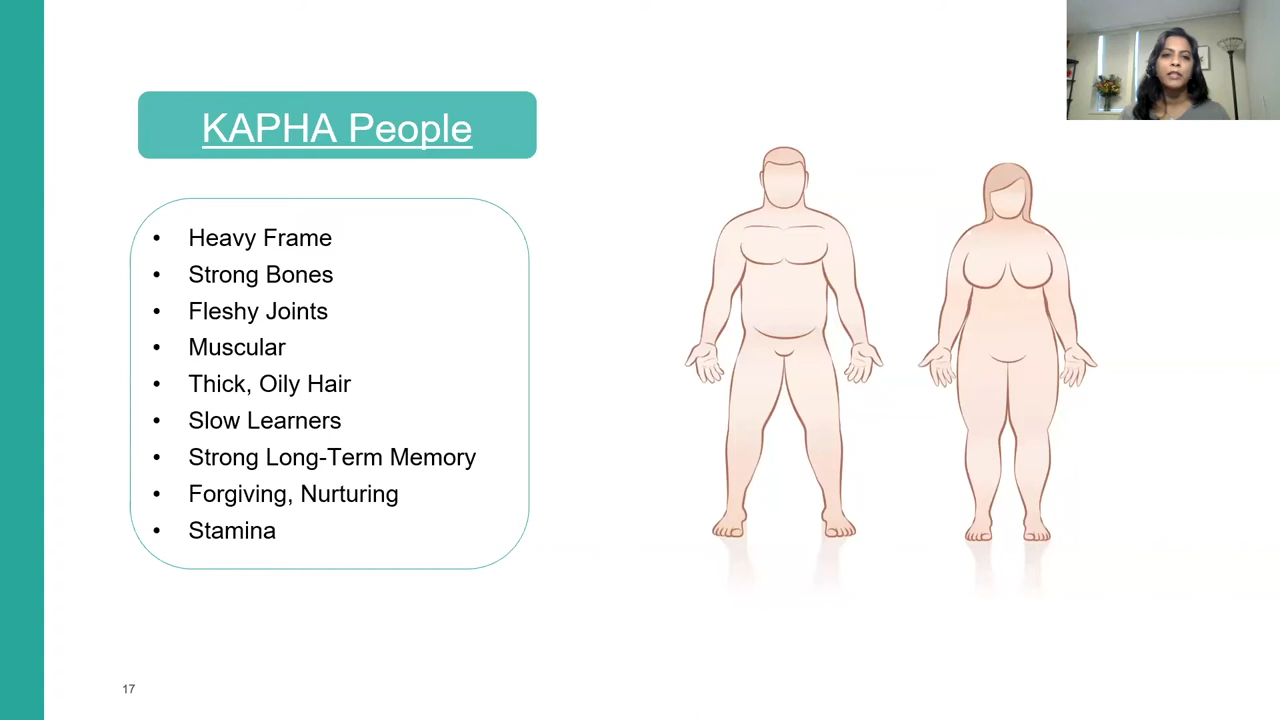 KAPHA People
• Heavy Frame
• Strong Bones
• Fleshy Joints
• Muscular
• Thick, Oily Hair
• Slow Learners
• Strong Long-Term Memory
• Forgiving, Nurturing
• Stamina
17